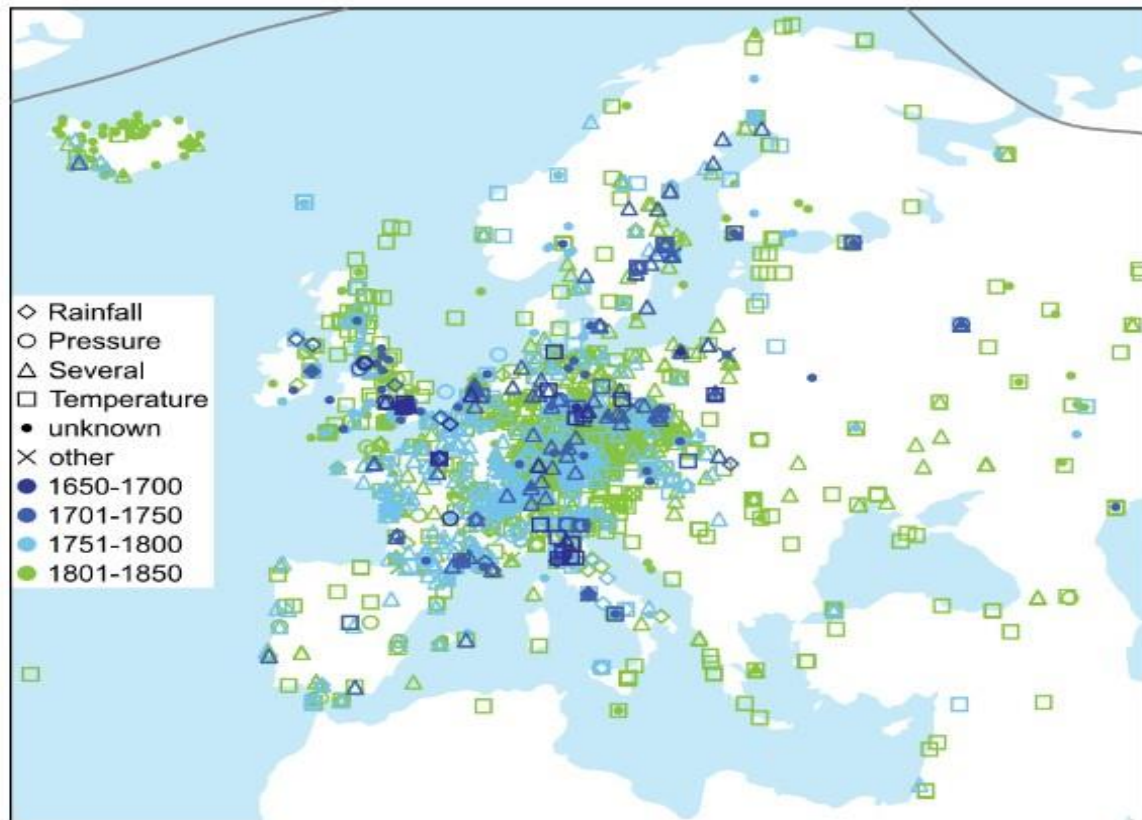 Rainfall
Pressure
Several
Temperature
unknown
other
1650-1700
1701-1750
1751-1800
1801-1850